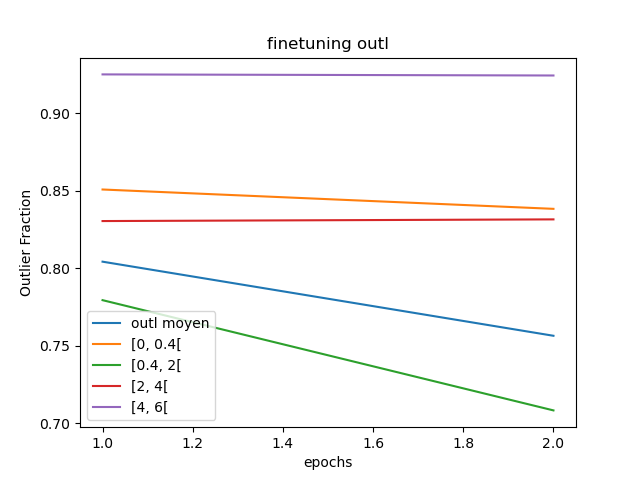 finetuning outl
Outlier Fraction
0.90
0.85
0.80
0.75
0.70
outl moyen
[0, 0.4[
[0.4, 2[
[2, 4[
[4, 6[
1.0 1.2 1.4 1.6 1.8 2.0
epochs